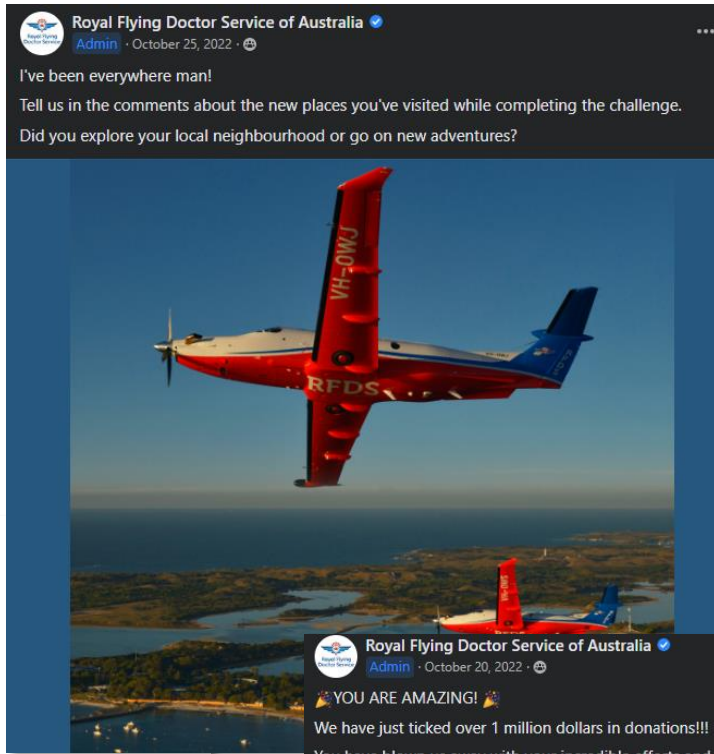 Royal Flying Doctor Service of Australia
Admin · October 25, 2022 ·
I've been everywhere man!
Tell us in the comments about the new places you've visited while completing the challenge.
Did you explore your local neighbourhood or go on new adventures?
VH-OWJ
RFDS
RFDS
Royal Flying Doctor Service of Australia
Admin · October 20, 2022 ·
🎉YOU ARE AMAZING! 🎉
We have just ticked over 1 million dollars in donations!!!